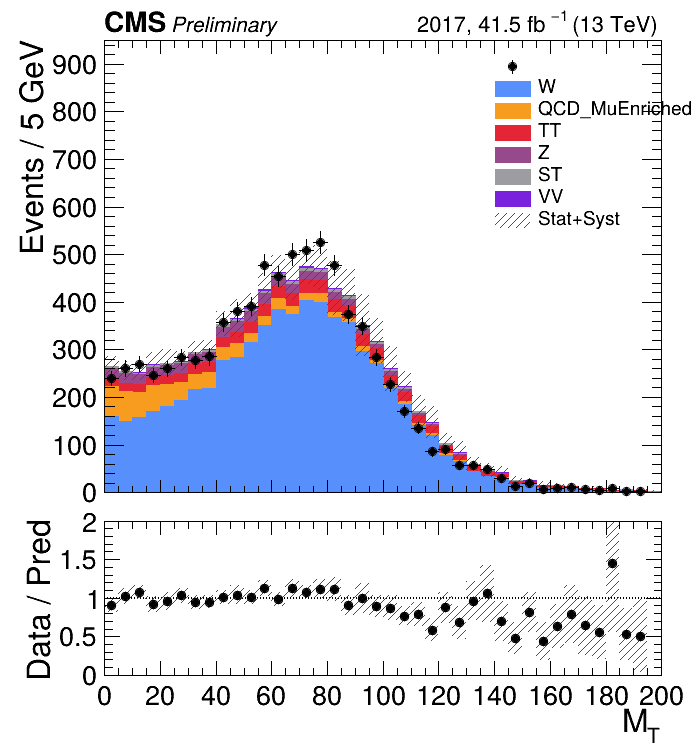 CMS Preliminary 2017, 41.5 fb⁻¹ (13 TeV)
Events / 5 GeV
900
800
700
600
500
400
300
200
100
0
W
QCD_MuEnriched
TT
Z
ST
VV
Stat+Syst
Data / Pred
2
1.5
1
0.5
0
0 20 40 60 80 100 120 140 160 180 200
M_T